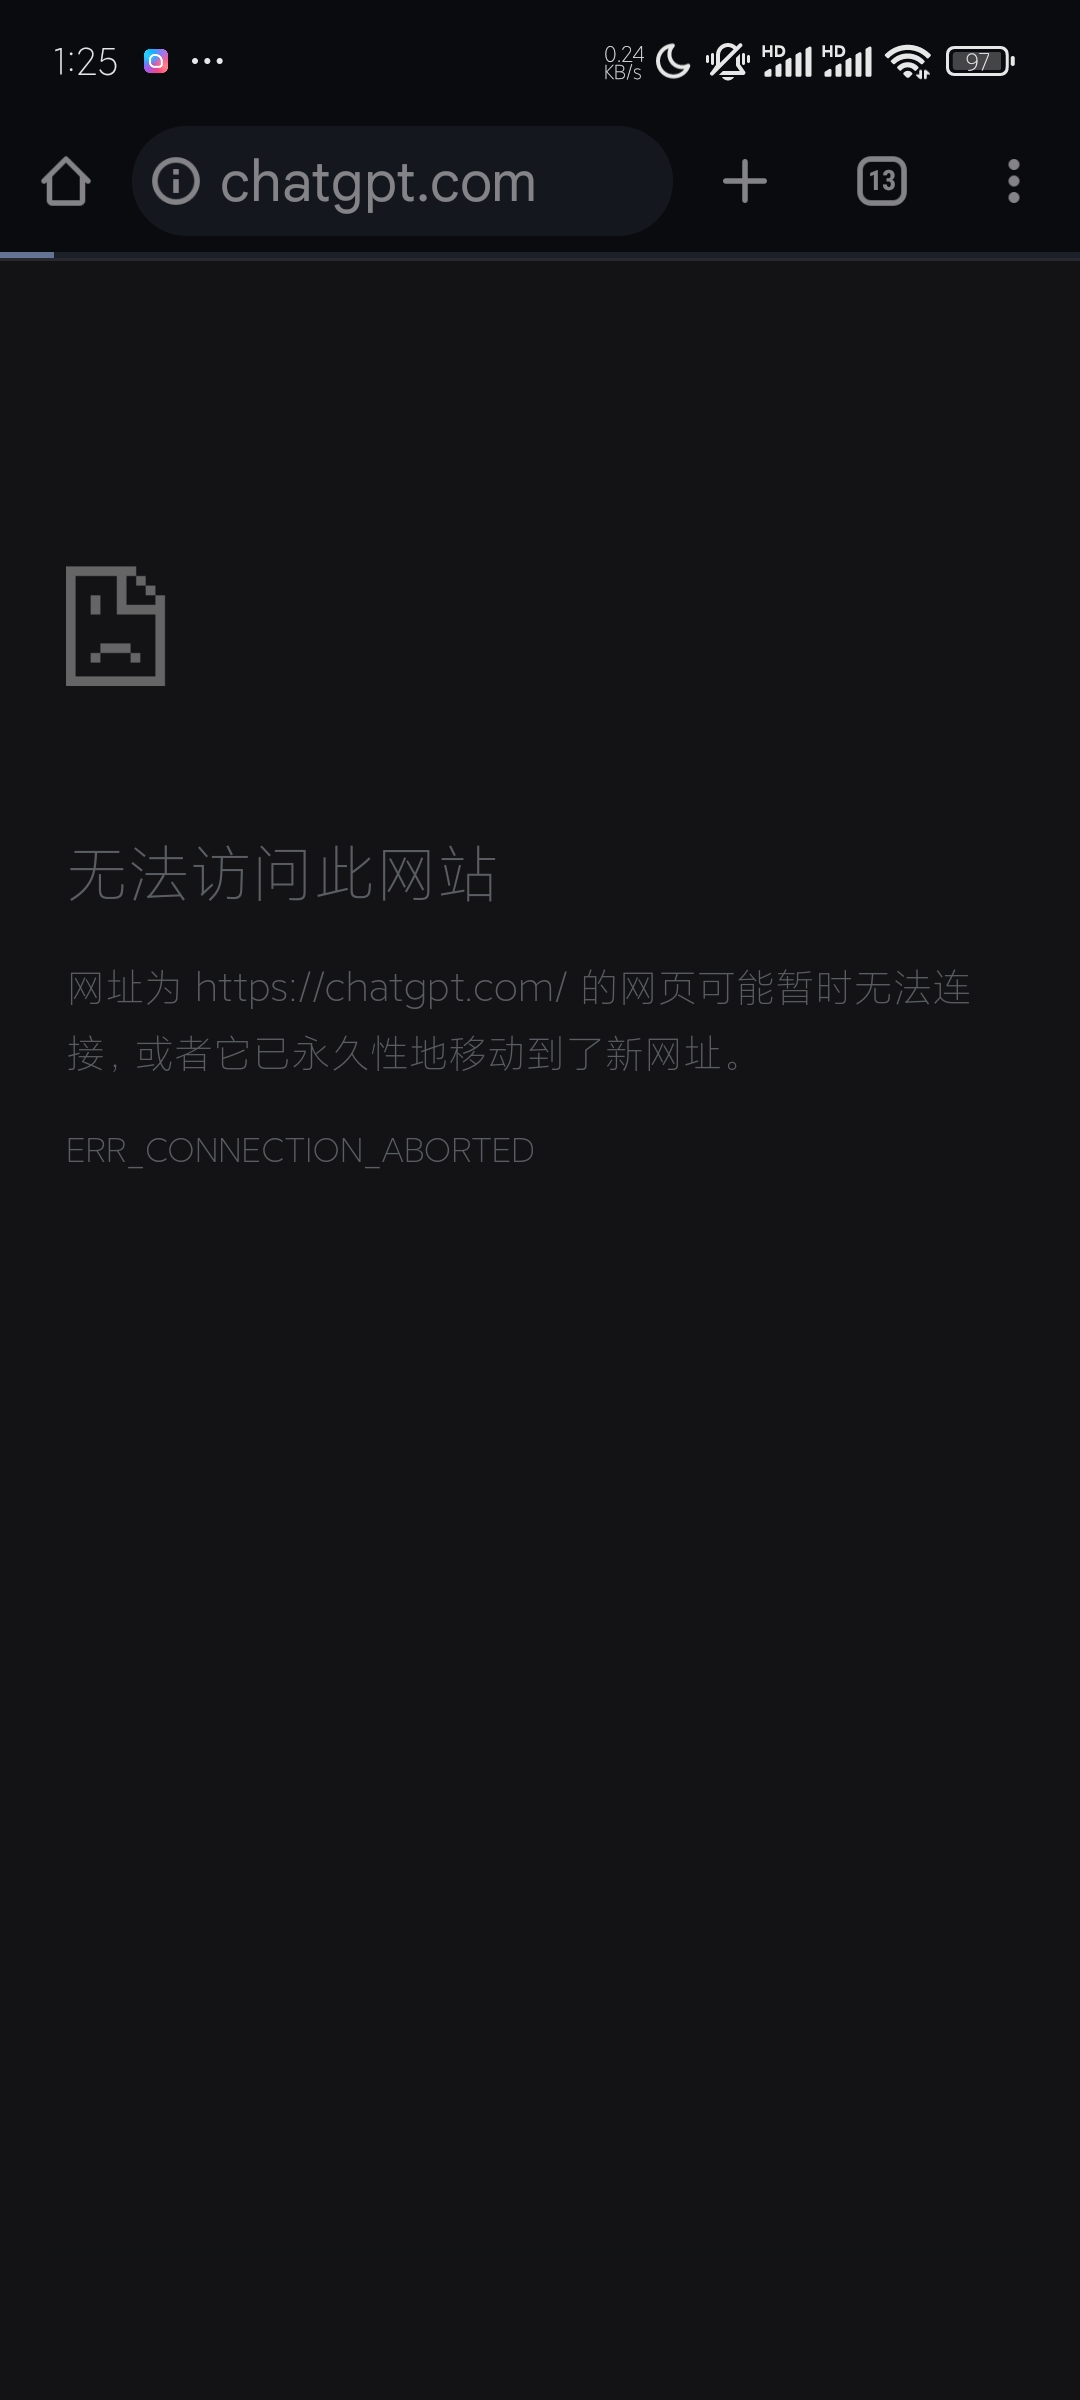 1:25
0.24
KB/s
HD
HD
97
chatgpt.com
13
无法访问此网站
网址为 https://chatgpt.com/ 的网页可能暂时无法连
接，或者它已永久性地移动到了新网址。
ERR_CONNECTION_ABORTED